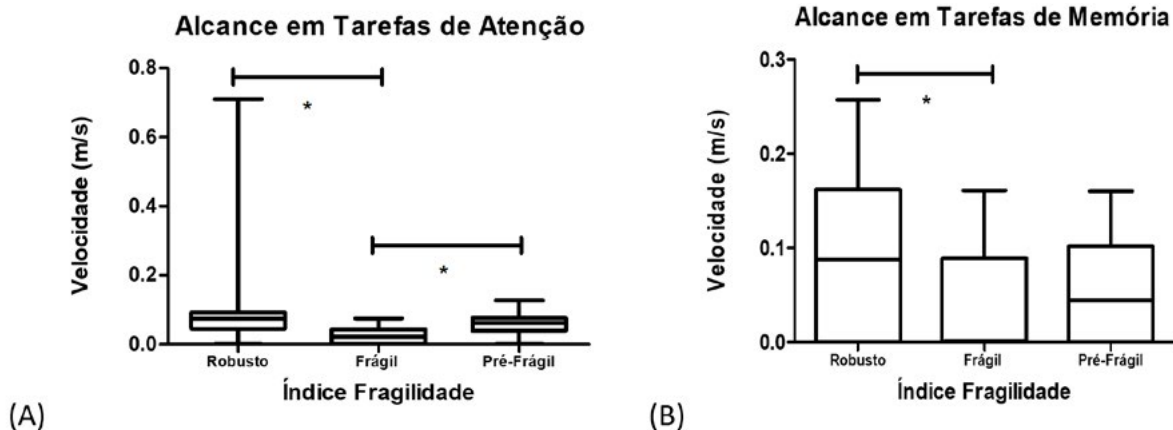 (A)
Alcance em Tarefas de Atenção
Velocidade (m/s)
0.8
0.6
0.4
0.2
0.0
*
*
Robusto
Frágil
Pré-Frágil
Índice Fragilidade
(B)
Alcance em Tarefas de Memória
Velocidade (m/s)
0.3
0.2
0.1
0.0
*
Robusto
Frágil
Pré-Frágil
Índice Fragilidade